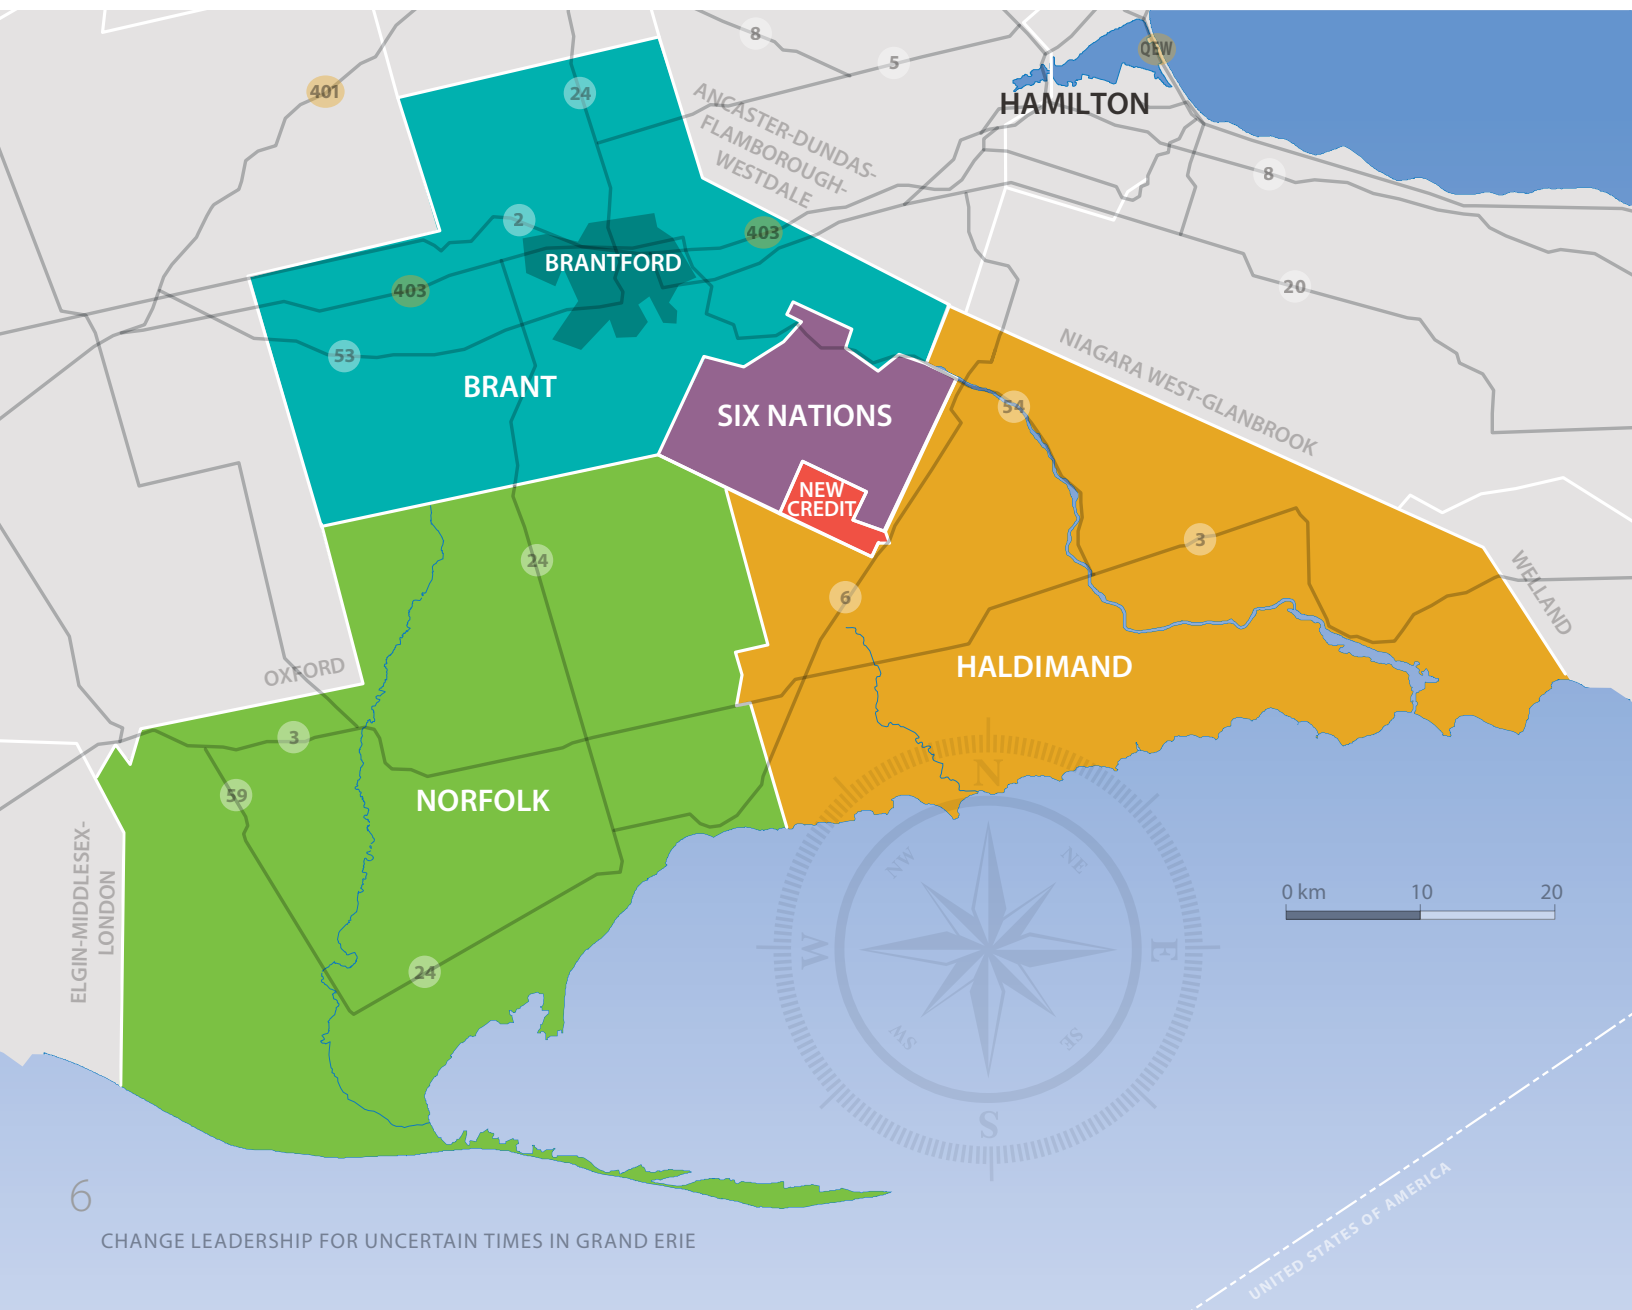 8
5
QEW
401
24
HAMILTON
ANCASTER-DUNDAS-
FLAMBOROUGH-
WESTDALE
8
2
403
BRANTFORD
403
20
53
NIAGARA WEST-GLANBROOK
BRANT
SIX NATIONS
54
NEW
CREDIT
3
24
6
WELLAND
OXFORD
HALDIMAND
3
59
NORFOLK
N
NW
NE
ELGIN-MIDDLESEX-
LONDON
0 km
10
20
W
E
24
SW
SE
S
UNITED STATES OF AMERICA
6
CHANGE LEADERSHIP FOR UNCERTAIN TIMES IN GRAND ERIE